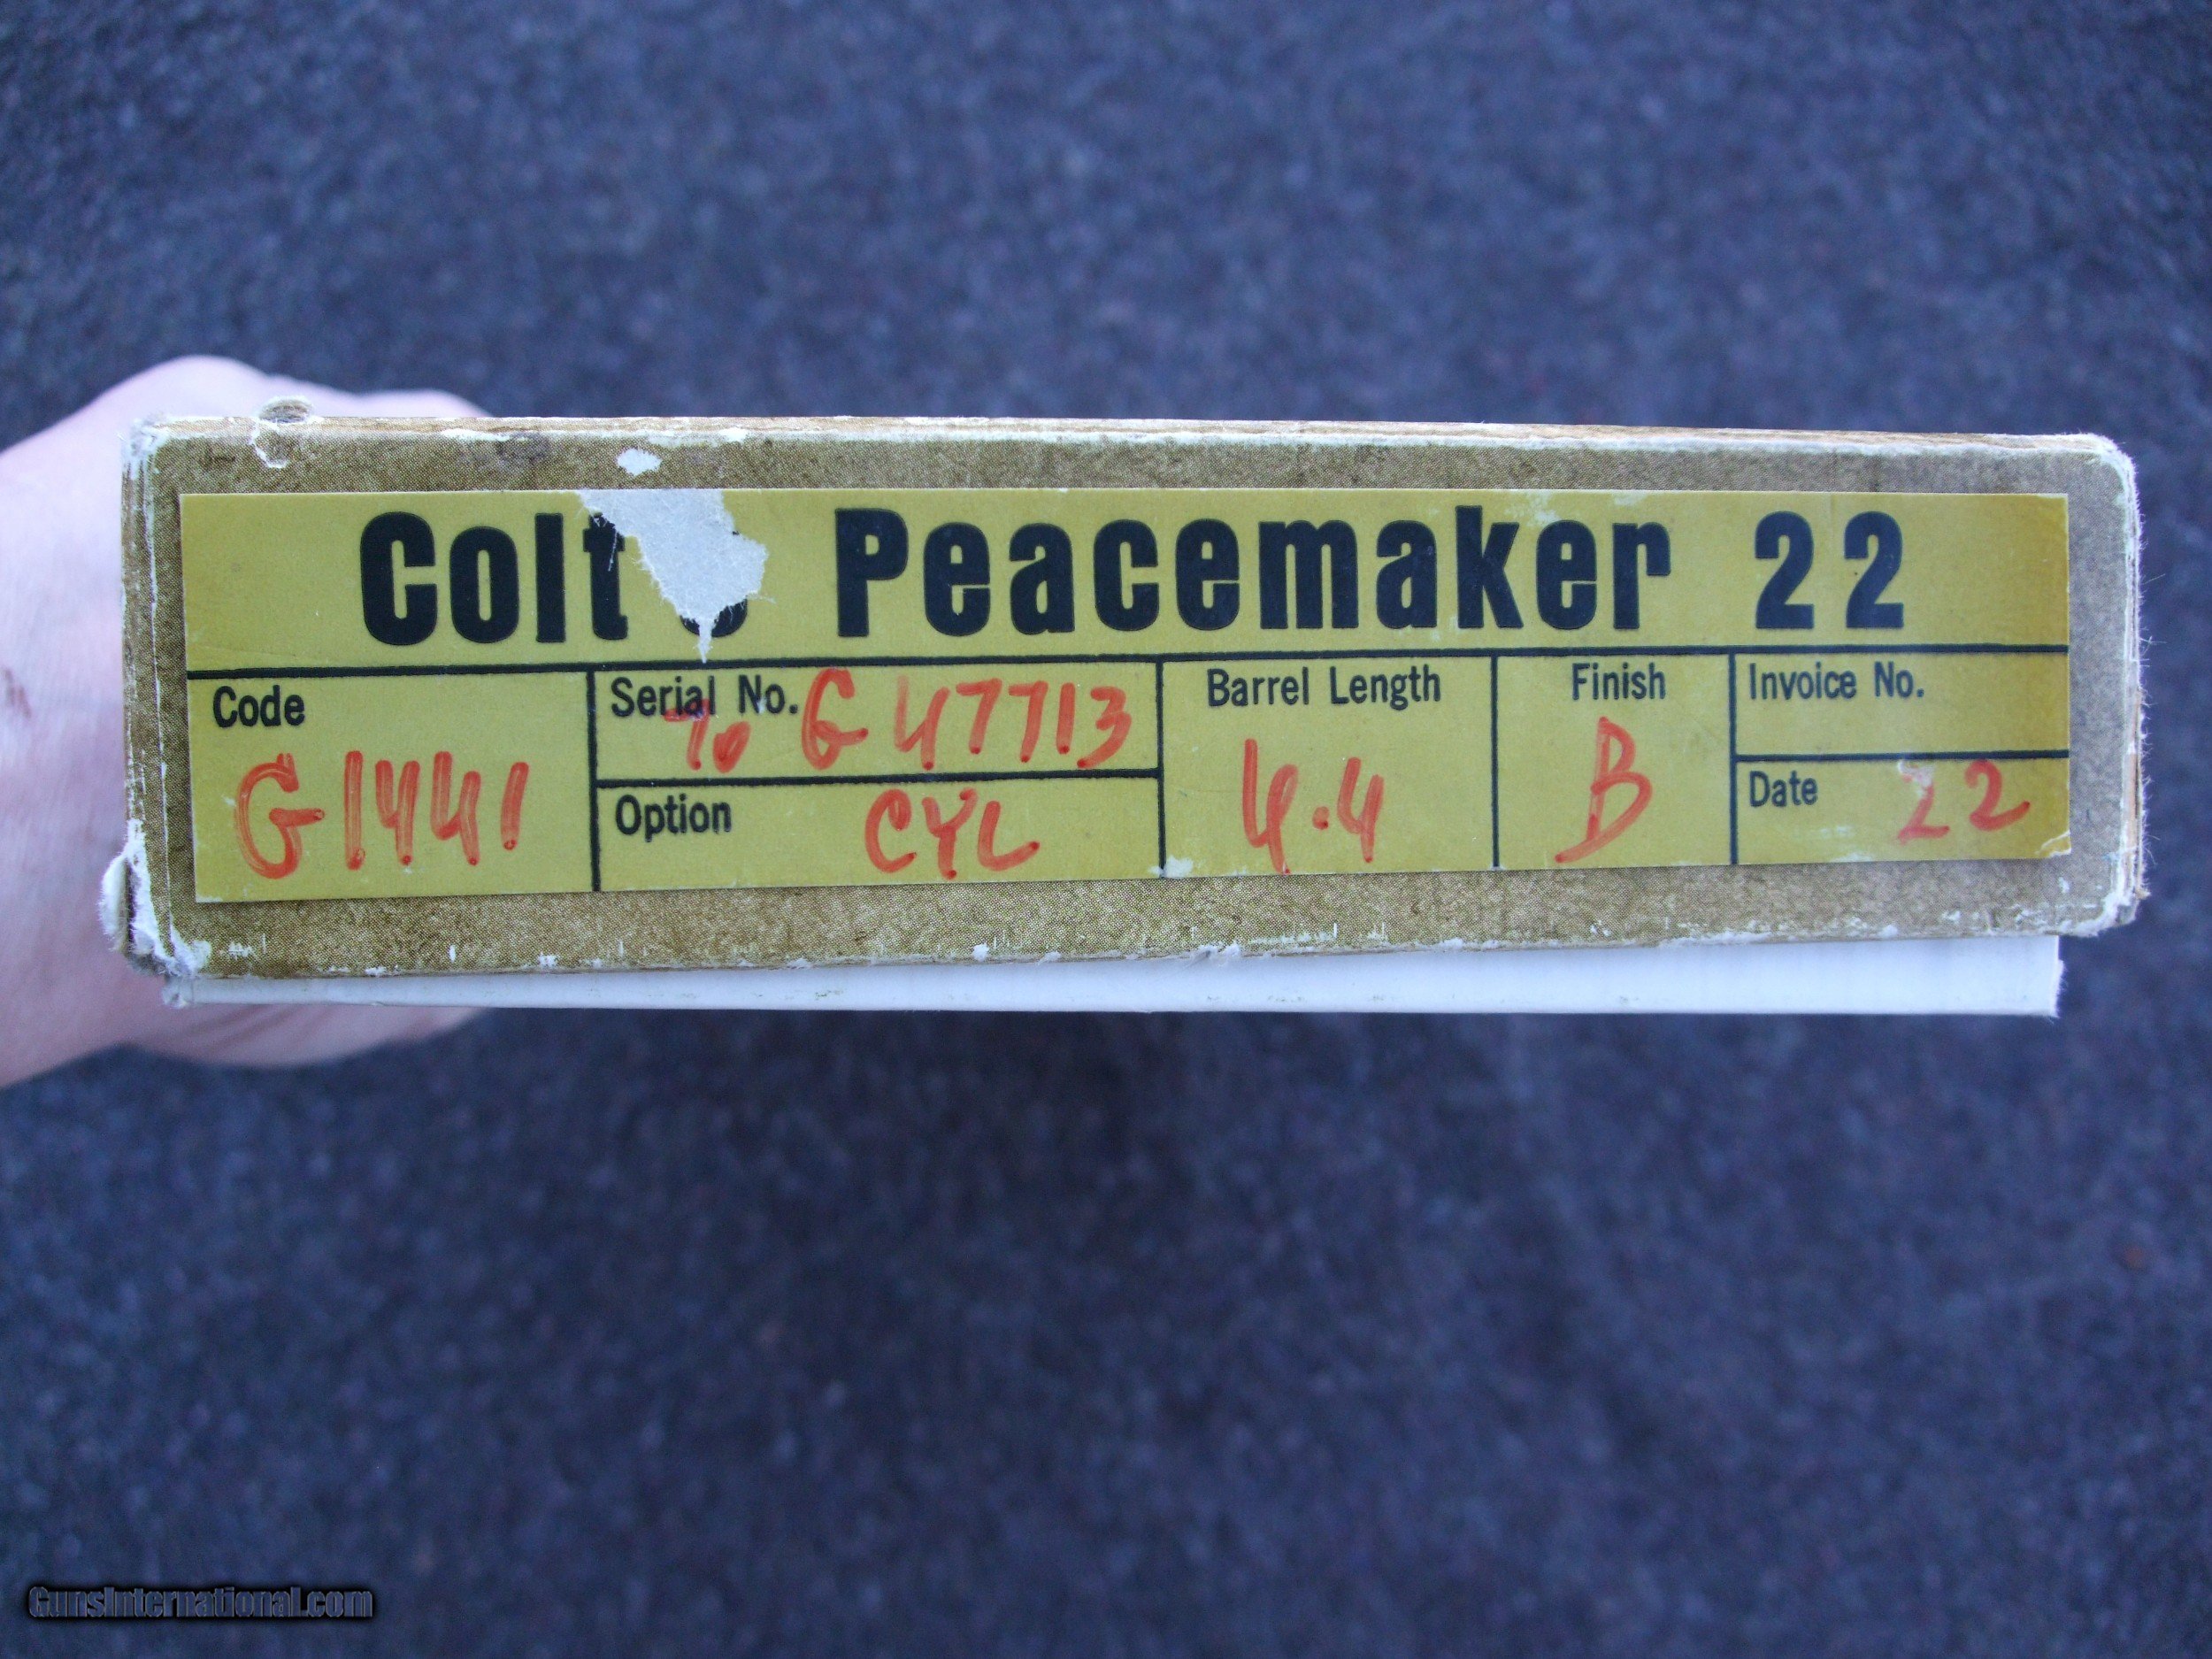 Colt Peacemaker 22
Code
G1441
Serial No. G47713
Option CYL
Barrel Length
4.4
Finish
B
Invoice No.
Date 22
GunsInternational.com